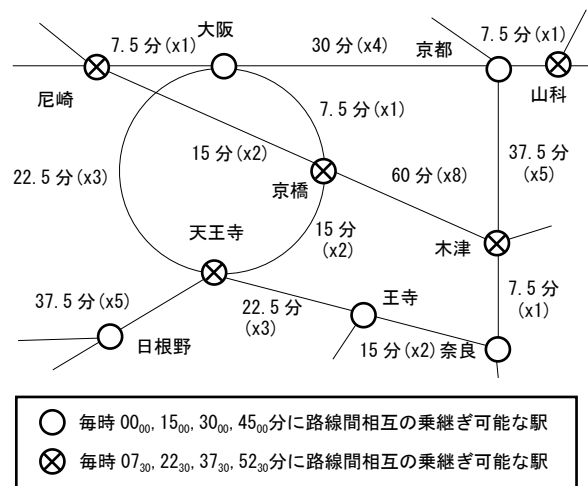 大阪
7.5 分(x1)
30 分(x4)
京都
7.5 分(x1)
尼崎
山科
7.5 分(x1)
15 分(x2)
22.5 分(x3)
京橋
60 分(x8)
37.5 分
(x5)
天王寺
15 分
(x2)
木津
37.5 分(x5)
22.5 分
(x3)
王寺
7.5 分
(x1)
日根野
15 分(x2)
奈良
毎時 00₀₀, 15₀₀, 30₀₀, 45₀₀分に路線間相互の乗継ぎ可能な駅
毎時 07₃₀, 22₃₀, 37₃₀, 52₃₀分に路線間相互の乗継ぎ可能な駅